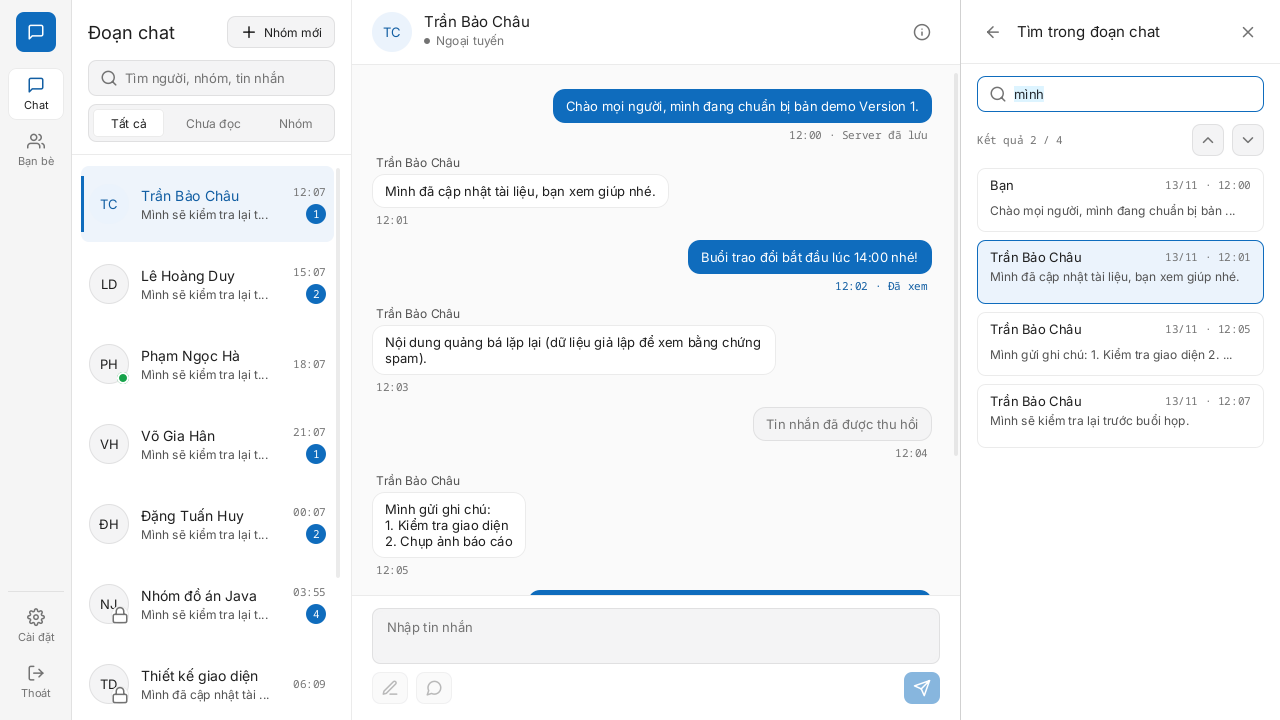 Chat
Bạn bè
Cài đặt
Thoát
Đoạn chat
Nhóm mới
Tìm người, nhóm, tin nhắn
Tất cả
Chưa đọc
Nhóm
TC
Trần Bảo Châu
12:07
Mình sẽ kiểm tra lại t...
1
LD
Lê Hoàng Duy
15:07
Mình sẽ kiểm tra lại t...
2
PH
Phạm Ngọc Hà
18:07
Mình sẽ kiểm tra lại t...
VH
Võ Gia Hân
21:07
Mình sẽ kiểm tra lại t...
1
ĐH
Đặng Tuấn Huy
00:07
Mình sẽ kiểm tra lại t...
2
NJ
Nhóm đồ án Java
03:55
Mình sẽ kiểm tra lại t...
4
TD
Thiết kế giao diện
06:09
Mình đã cập nhật tài ...
TC
Trần Bảo Châu
Ngoại tuyến
Chào mọi người, mình đang chuẩn bị bản demo Version 1.
12:00 · Server đã lưu
Trần Bảo Châu
Mình đã cập nhật tài liệu, bạn xem giúp nhé.
12:01
Buổi trao đổi bắt đầu lúc 14:00 nhé!
12:02 · Đã xem
Trần Bảo Châu
Nội dung quảng bá lặp lại (dữ liệu giả lập để xem bằng chứng
spam).
12:03
Tin nhắn đã được thu hồi
12:04
Trần Bảo Châu
Mình gửi ghi chú:
1. Kiểm tra giao diện
2. Chụp ảnh báo cáo
12:05
Nhập tin nhắn
Tìm trong đoạn chat
mình
Kết quả 2 / 4
Bạn
13/11 · 12:00
Chào mọi người, mình đang chuẩn bị bản ...
Trần Bảo Châu
13/11 · 12:01
Mình đã cập nhật tài liệu, bạn xem giúp nhé.
Trần Bảo Châu
13/11 · 12:05
Mình gửi ghi chú: 1. Kiểm tra giao diện 2. ...
Trần Bảo Châu
13/11 · 12:07
Mình sẽ kiểm tra lại trước buổi họp.